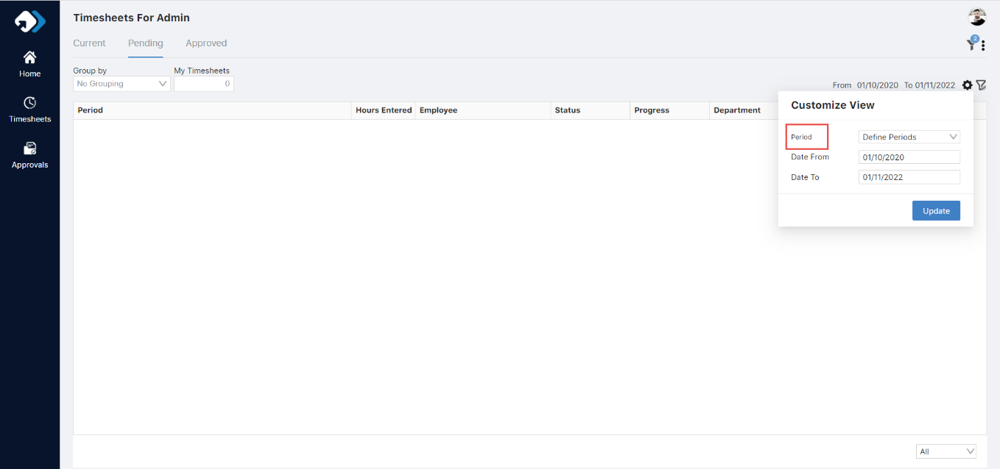 Timesheets For Admin
Home
Timesheets
Approvals
Current Pending Approved
2
Group by My Timesheets
No Grouping 0
From 01/10/2020 To 01/11/2022
Period Hours Entered Employee Status Progress Department
Customize View
Period Define Periods
Date From 01/10/2020
Date To 01/11/2022
Update
All